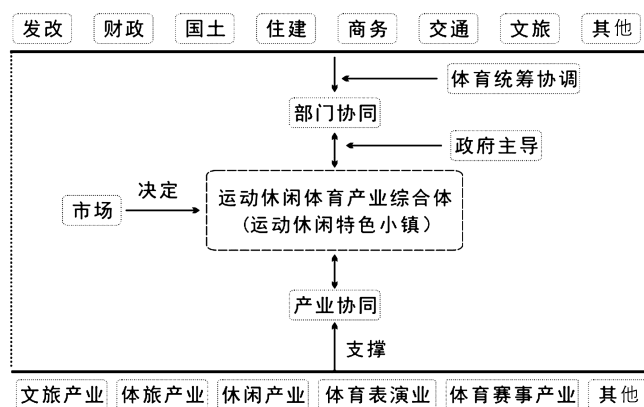 发改 财政 国土 住建 商务 交通 文旅 其他
体育统筹协调
部门协同
政府主导
决定
市场
运动休闲体育产业综合体
(运动休闲特色小镇)
产业协同
支撑
文旅产业 体旅产业 休闲产业 体育表演业 体育赛事产业 其他